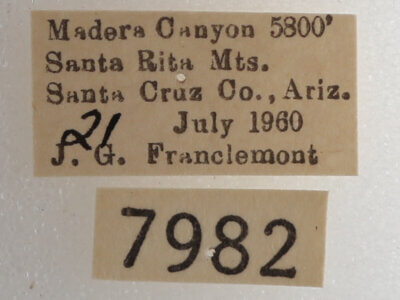 Madera Canyon 5800'
Santa Rita Mts.
Santa Cruz Co., Ariz.
21 July 1960
J. G. Franclemont
7982